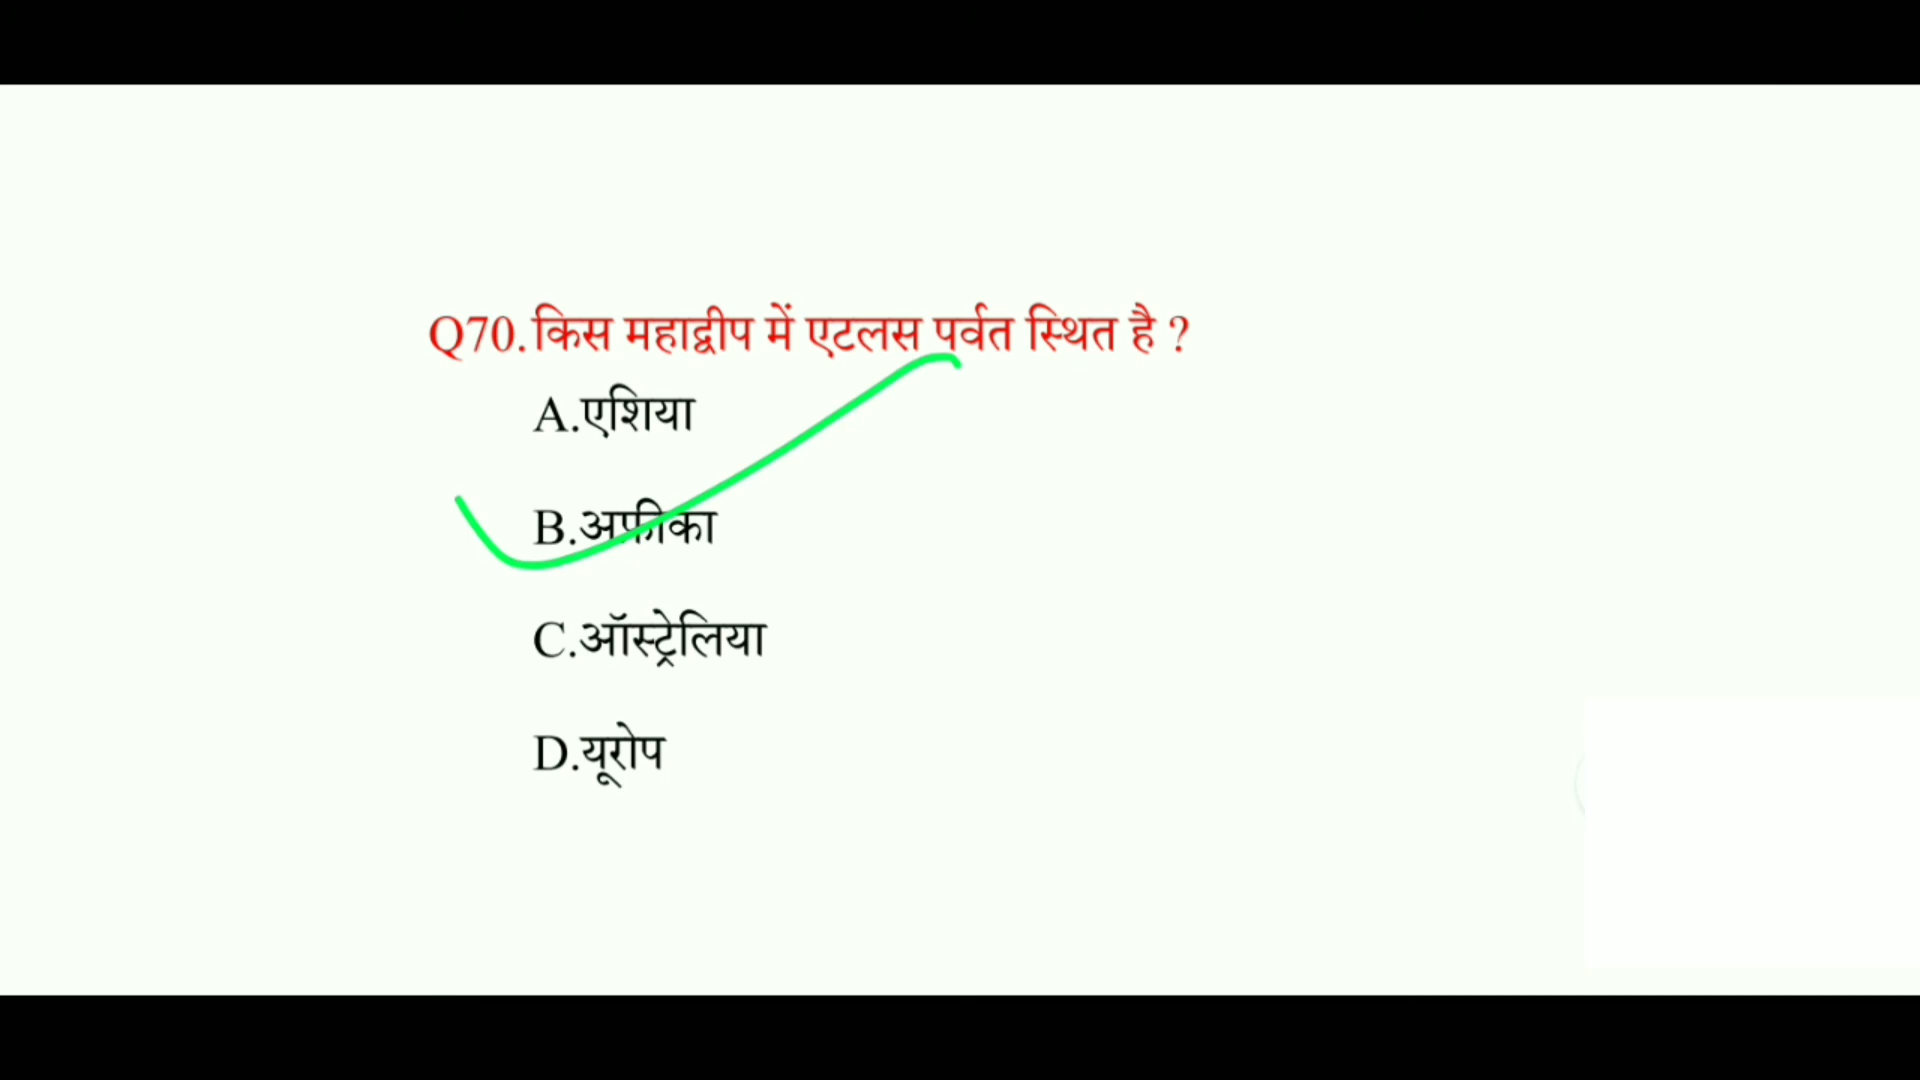 Q70.किस महाद्वीप में एटलस पर्वत स्थित है ?
A.एशिया
B.अफ्रीका
C.ऑस्ट्रेलिया
D.यूरोप